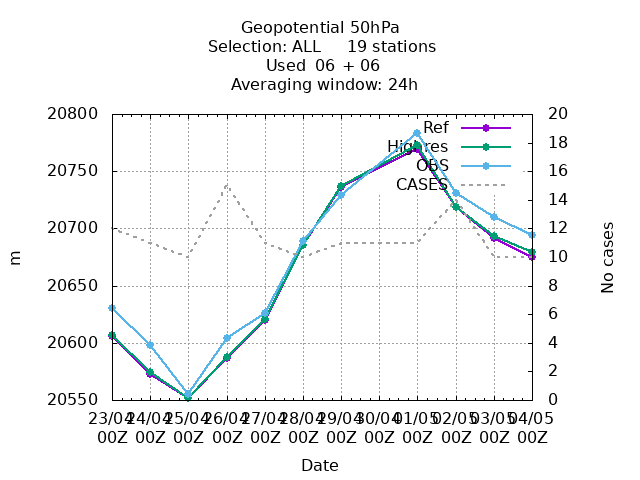 Geopotential 50hPa
Selection: ALL 19 stations
Used 06 + 06
Averaging window: 24h
20800
20750
20700
20650
20600
20550
m
20
18
16
14
12
10
8
6
4
2
0
No cases
Ref
Highres
OBS
CASES
23/04 24/04 25/04 26/04 27/04 28/04 29/04 30/04 01/05 02/05 03/05 04/05
00Z 00Z 00Z 00Z 00Z 00Z 00Z 00Z 00Z 00Z 00Z 00Z
Date